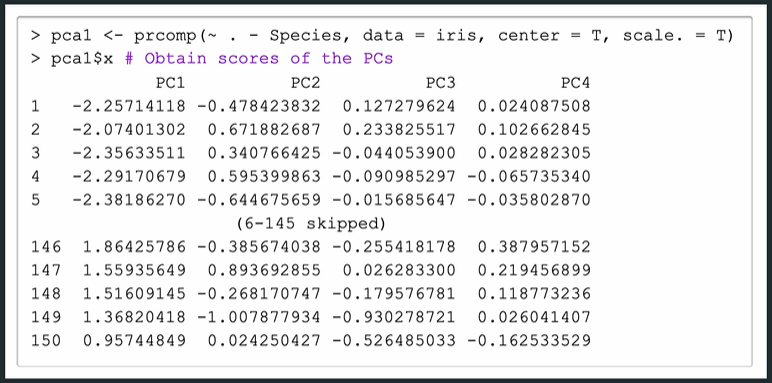 > pca1 <- prcomp(~ . - Species, data = iris, center = T, scale. = T)
> pca1$x # Obtain scores of the PCs
PC1 PC2 PC3 PC4
1 -2.25714118 -0.478423832 0.127279624 0.024087508
2 -2.07401302 0.671882687 0.233825517 0.102662845
3 -2.35633511 0.340766425 -0.044053900 0.028282305
4 -2.29170679 0.595399863 -0.090985297 -0.065735340
5 -2.38186270 -0.644675659 -0.015685647 -0.035802870
(6-145 skipped)
146 1.86425786 -0.385674038 -0.255418178 0.387957152
147 1.55935649 0.893692855 0.026283300 0.219456899
148 1.51609145 -0.268170747 -0.179576781 0.118773236
149 1.36820418 -1.007877934 -0.930278721 0.026041407
150 0.95744849 0.024250427 -0.526485033 -0.162533529